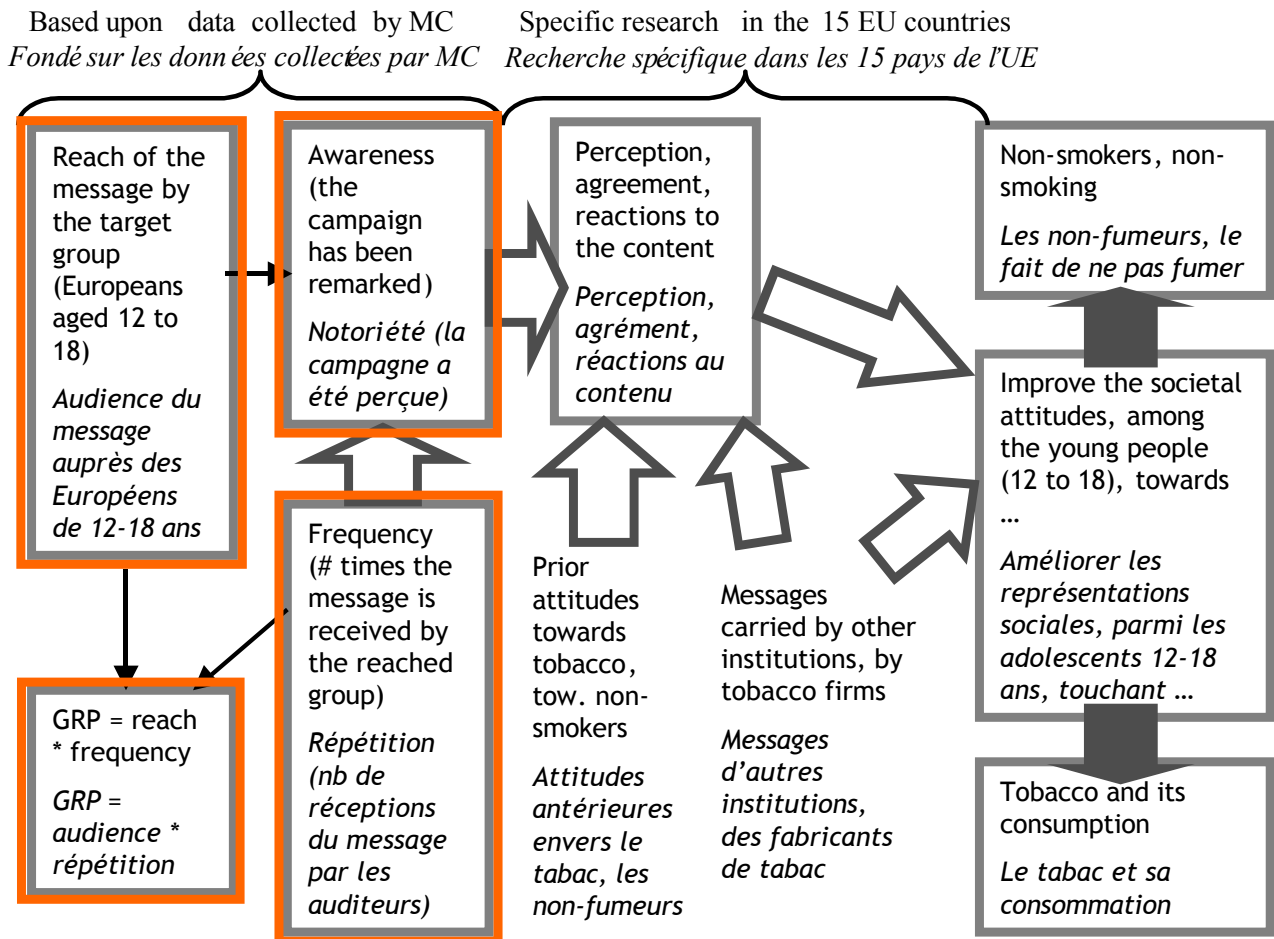 Based upon data collected by MC
Fondé sur les données collectées par MC
Specific research in the 15 EU countries
Recherche spécifique dans les 15 pays de l'UE
Reach of the
message by
the target
group
(Europeans
aged 12 to
18)
Audience du
message
auprès des
Européens
de 12-18 ans
Awareness
(the
campaign
has been
remarked)
Notoriété (la
campagne a
été perçue)
Perception,
agreement,
reactions to
the content
Perception,
agrément,
réactions au
contenu
Non-smokers, non-
smoking
Les non-fumeurs, le
fait de ne pas fumer
Improve the societal
attitudes, among
the young people
(12 to 18), towards
…
Améliorer les
représentations
sociales, parmi les
adolescents 12-18
ans, touchant …
GRP = reach
* frequency
GRP =
audience *
répétition
Frequency
(# times the
message is
received by
the reached
group)
Répétition
(nb de
réceptions
du message
par les
auditeurs)
Prior
attitudes
towards
tobacco,
tow. non-
smokers
Attitudes
antérieures
envers le
tabac, les
non-fumeurs
Messages
carried by other
institutions, by
tobacco firms
Messages
d'autres
institutions,
des fabricants
de tabac
Tobacco and its
consumption
Le tabac et sa
consommation